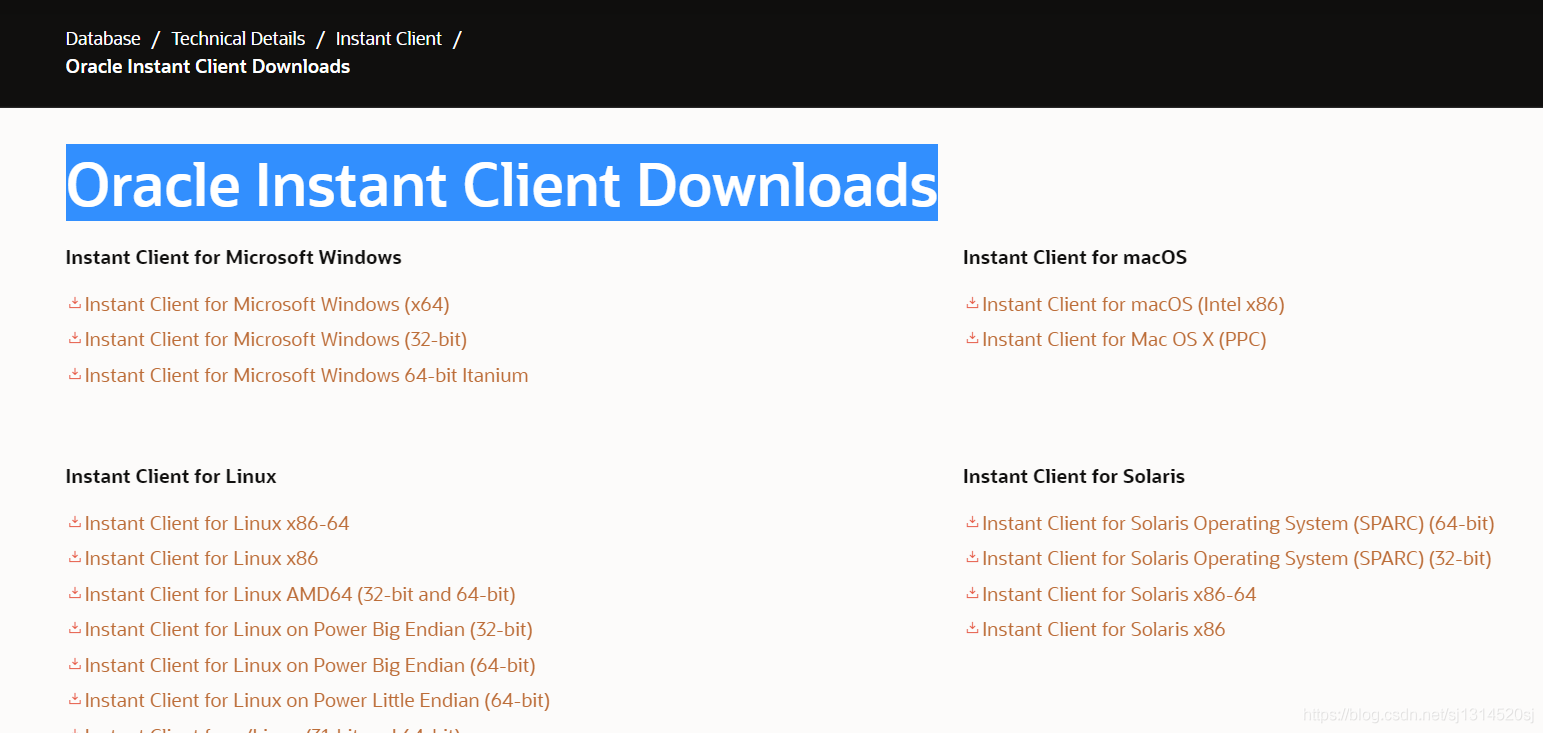 Database / Technical Details / Instant Client /
Oracle Instant Client Downloads
Oracle Instant Client Downloads
Instant Client for Microsoft Windows
Instant Client for Microsoft Windows (x64)
Instant Client for Microsoft Windows (32-bit)
Instant Client for Microsoft Windows 64-bit Itanium
Instant Client for macOS
Instant Client for macOS (Intel x86)
Instant Client for Mac OS X (PPC)
Instant Client for Linux
Instant Client for Linux x86-64
Instant Client for Linux x86
Instant Client for Linux AMD64 (32-bit and 64-bit)
Instant Client for Linux on Power Big Endian (32-bit)
Instant Client for Linux on Power Big Endian (64-bit)
Instant Client for Linux on Power Little Endian (64-bit)
Instant Client for Solaris
Instant Client for Solaris Operating System (SPARC) (64-bit)
Instant Client for Solaris Operating System (SPARC) (32-bit)
Instant Client for Solaris x86-64
Instant Client for Solaris x86
https://blog.csdn.net/sj1314520sj